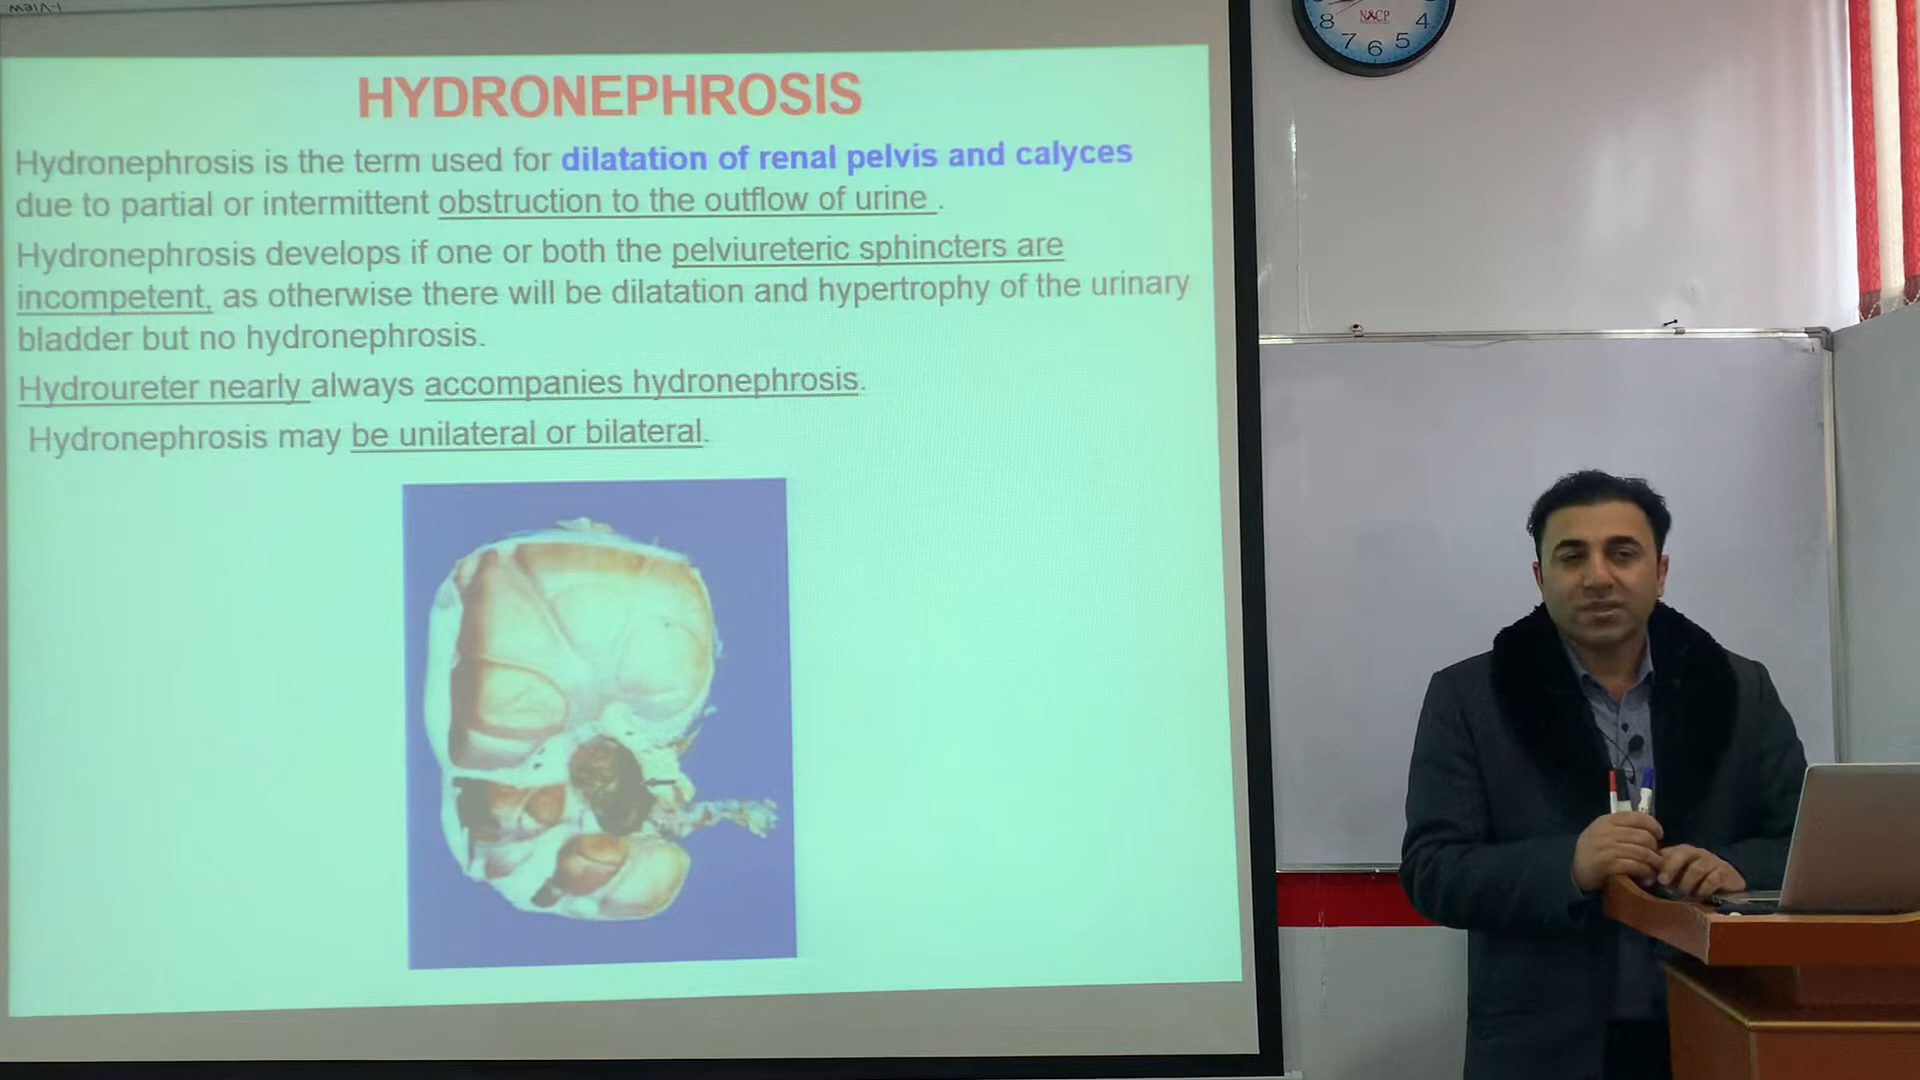 HYDRONEPHROSIS
Hydronephrosis is the term used for dilatation of renal pelvis and calyces
due to partial or intermittent obstruction to the outflow of urine .
Hydronephrosis develops if one or both the pelviureteric sphincters are
incompetent, as otherwise there will be dilatation and hypertrophy of the urinary
bladder but no hydronephrosis.
Hydroureter nearly always accompanies hydronephrosis.
Hydronephrosis may be unilateral or bilateral.
8 4
7 6 5